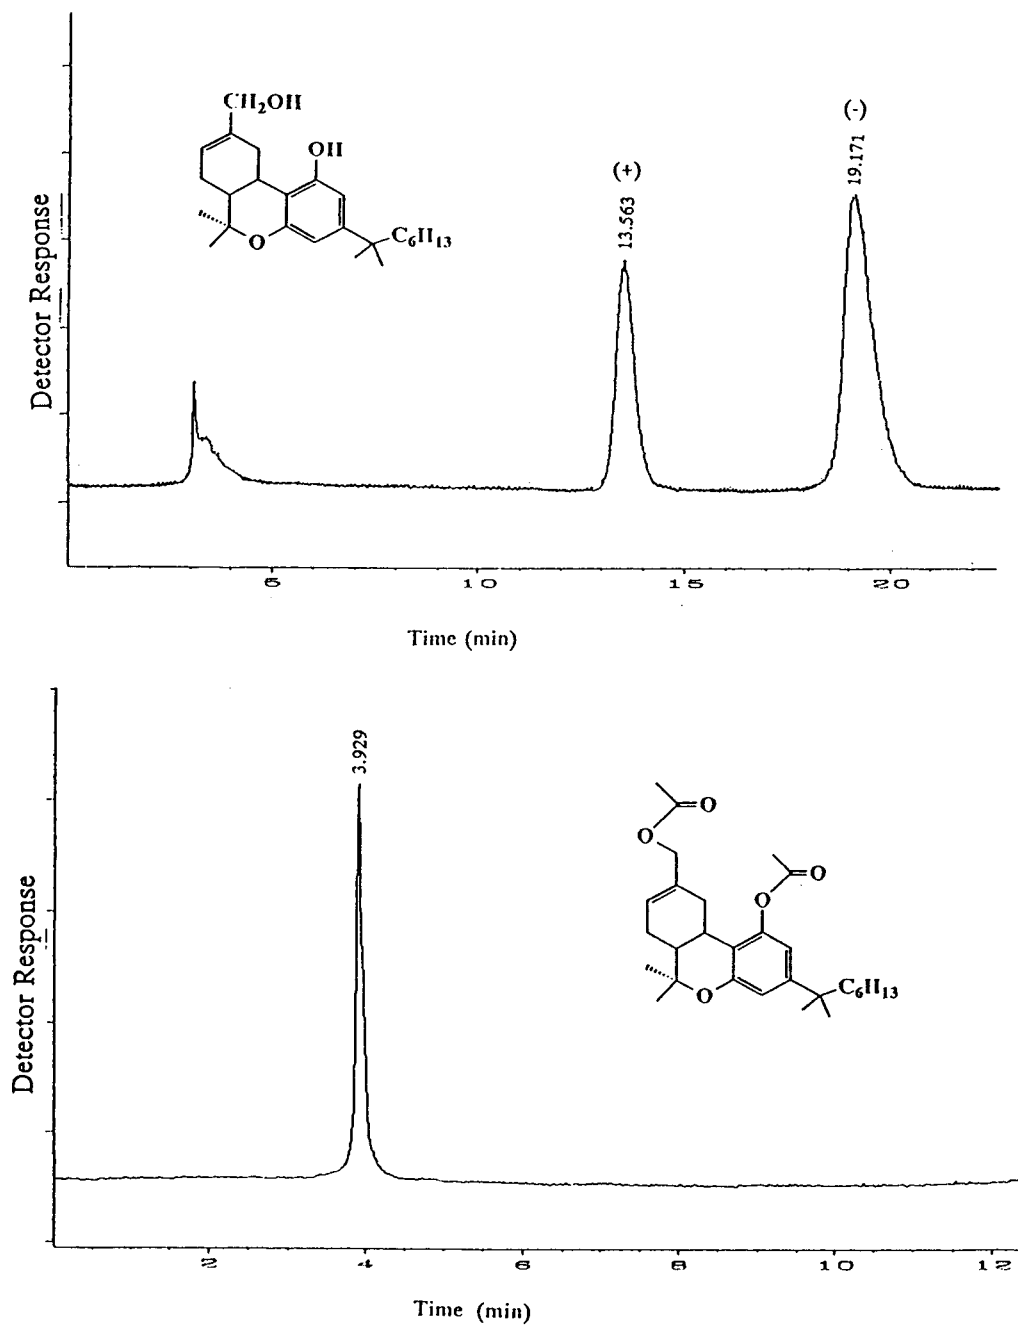 (-)
19.171
(+)
13.563
CH₂OH
OH
O
C₆H₁₃
Detector Response
5
10
15
20
Time (min)
3.929
O
O
O
O
O
C₆H₁₃
Detector Response
2
4
6
8
10
12
Time (min)